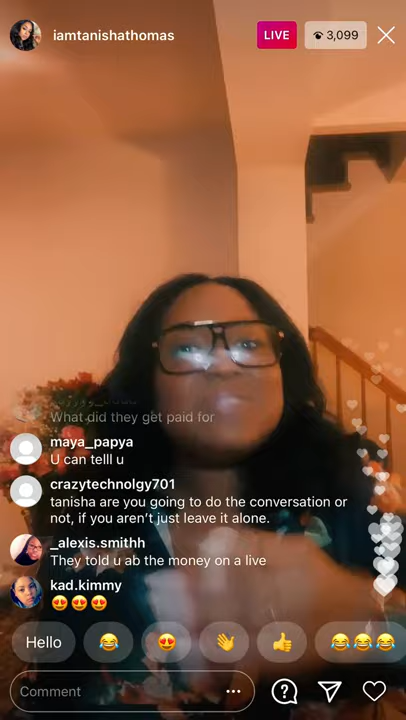 iamtanishathomas
LIVE
3,099
What did they get paid for
maya_papya
U can telll u
crazytechnolgy701
tanisha are you going to do the conversation or
not, if you aren't just leave it alone.
_alexis.smithh
They told u ab the money on a live
kad.kimmy
😍😍😍
Hello 😂 😍 👋 👍 😂😂😂
Comment